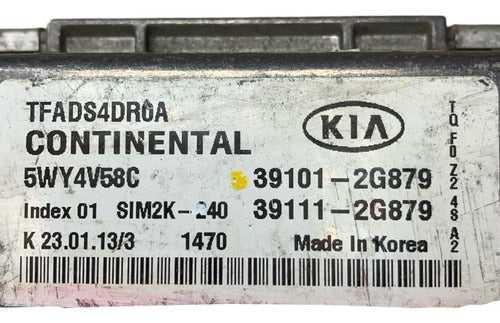 TFADS4DR0A
CONTINENTAL
KIA
5WY4V58C
39101-2G879
Index 01 SIM2K-240
39111-2G879
K 23.01.13/3 1470
Made in Korea
TQ F0 Z2 4S A2